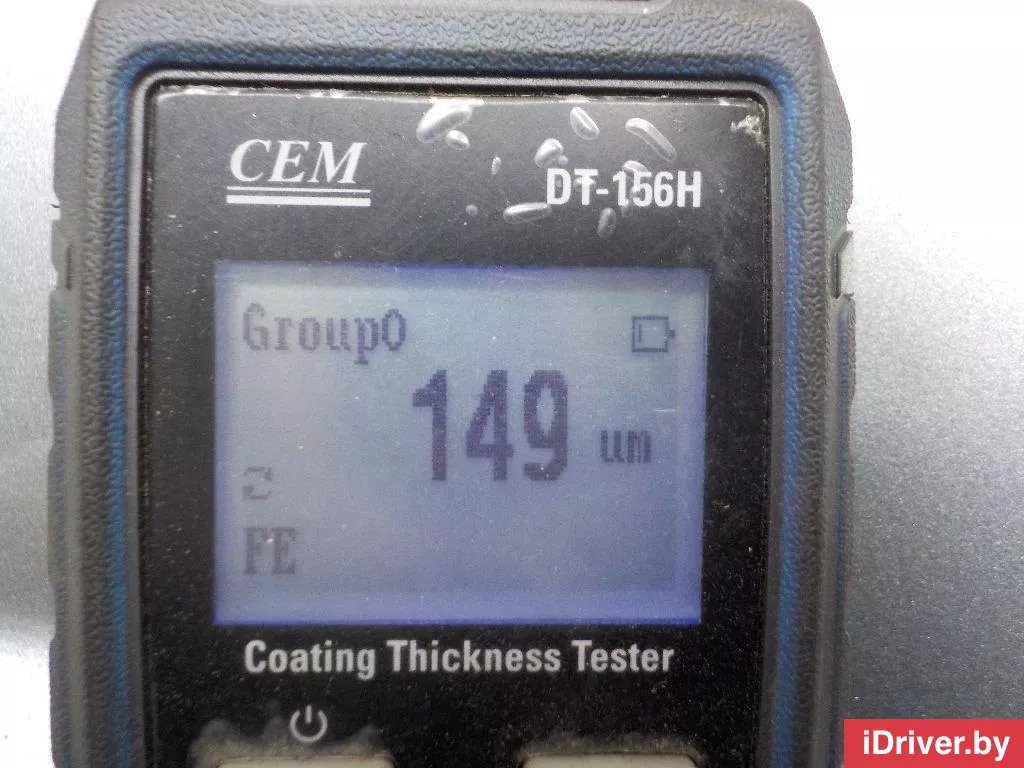 CEM
DT-156H
Group0
149 um
FE
Coating Thickness Tester
iDriver.by